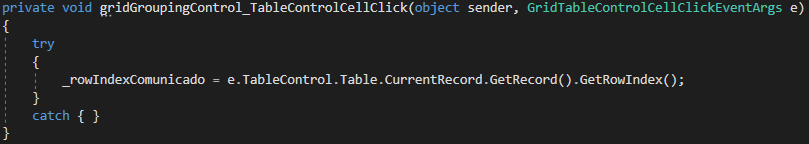 private void gridGroupingControl_TableControlCellClick(object sender, GridTableControlCellClickEventArgs e)
{
try
{
_rowIndexComunicado = e.TableControl.Table.CurrentRecord.GetRecord().GetRowIndex();
}
catch { }
}